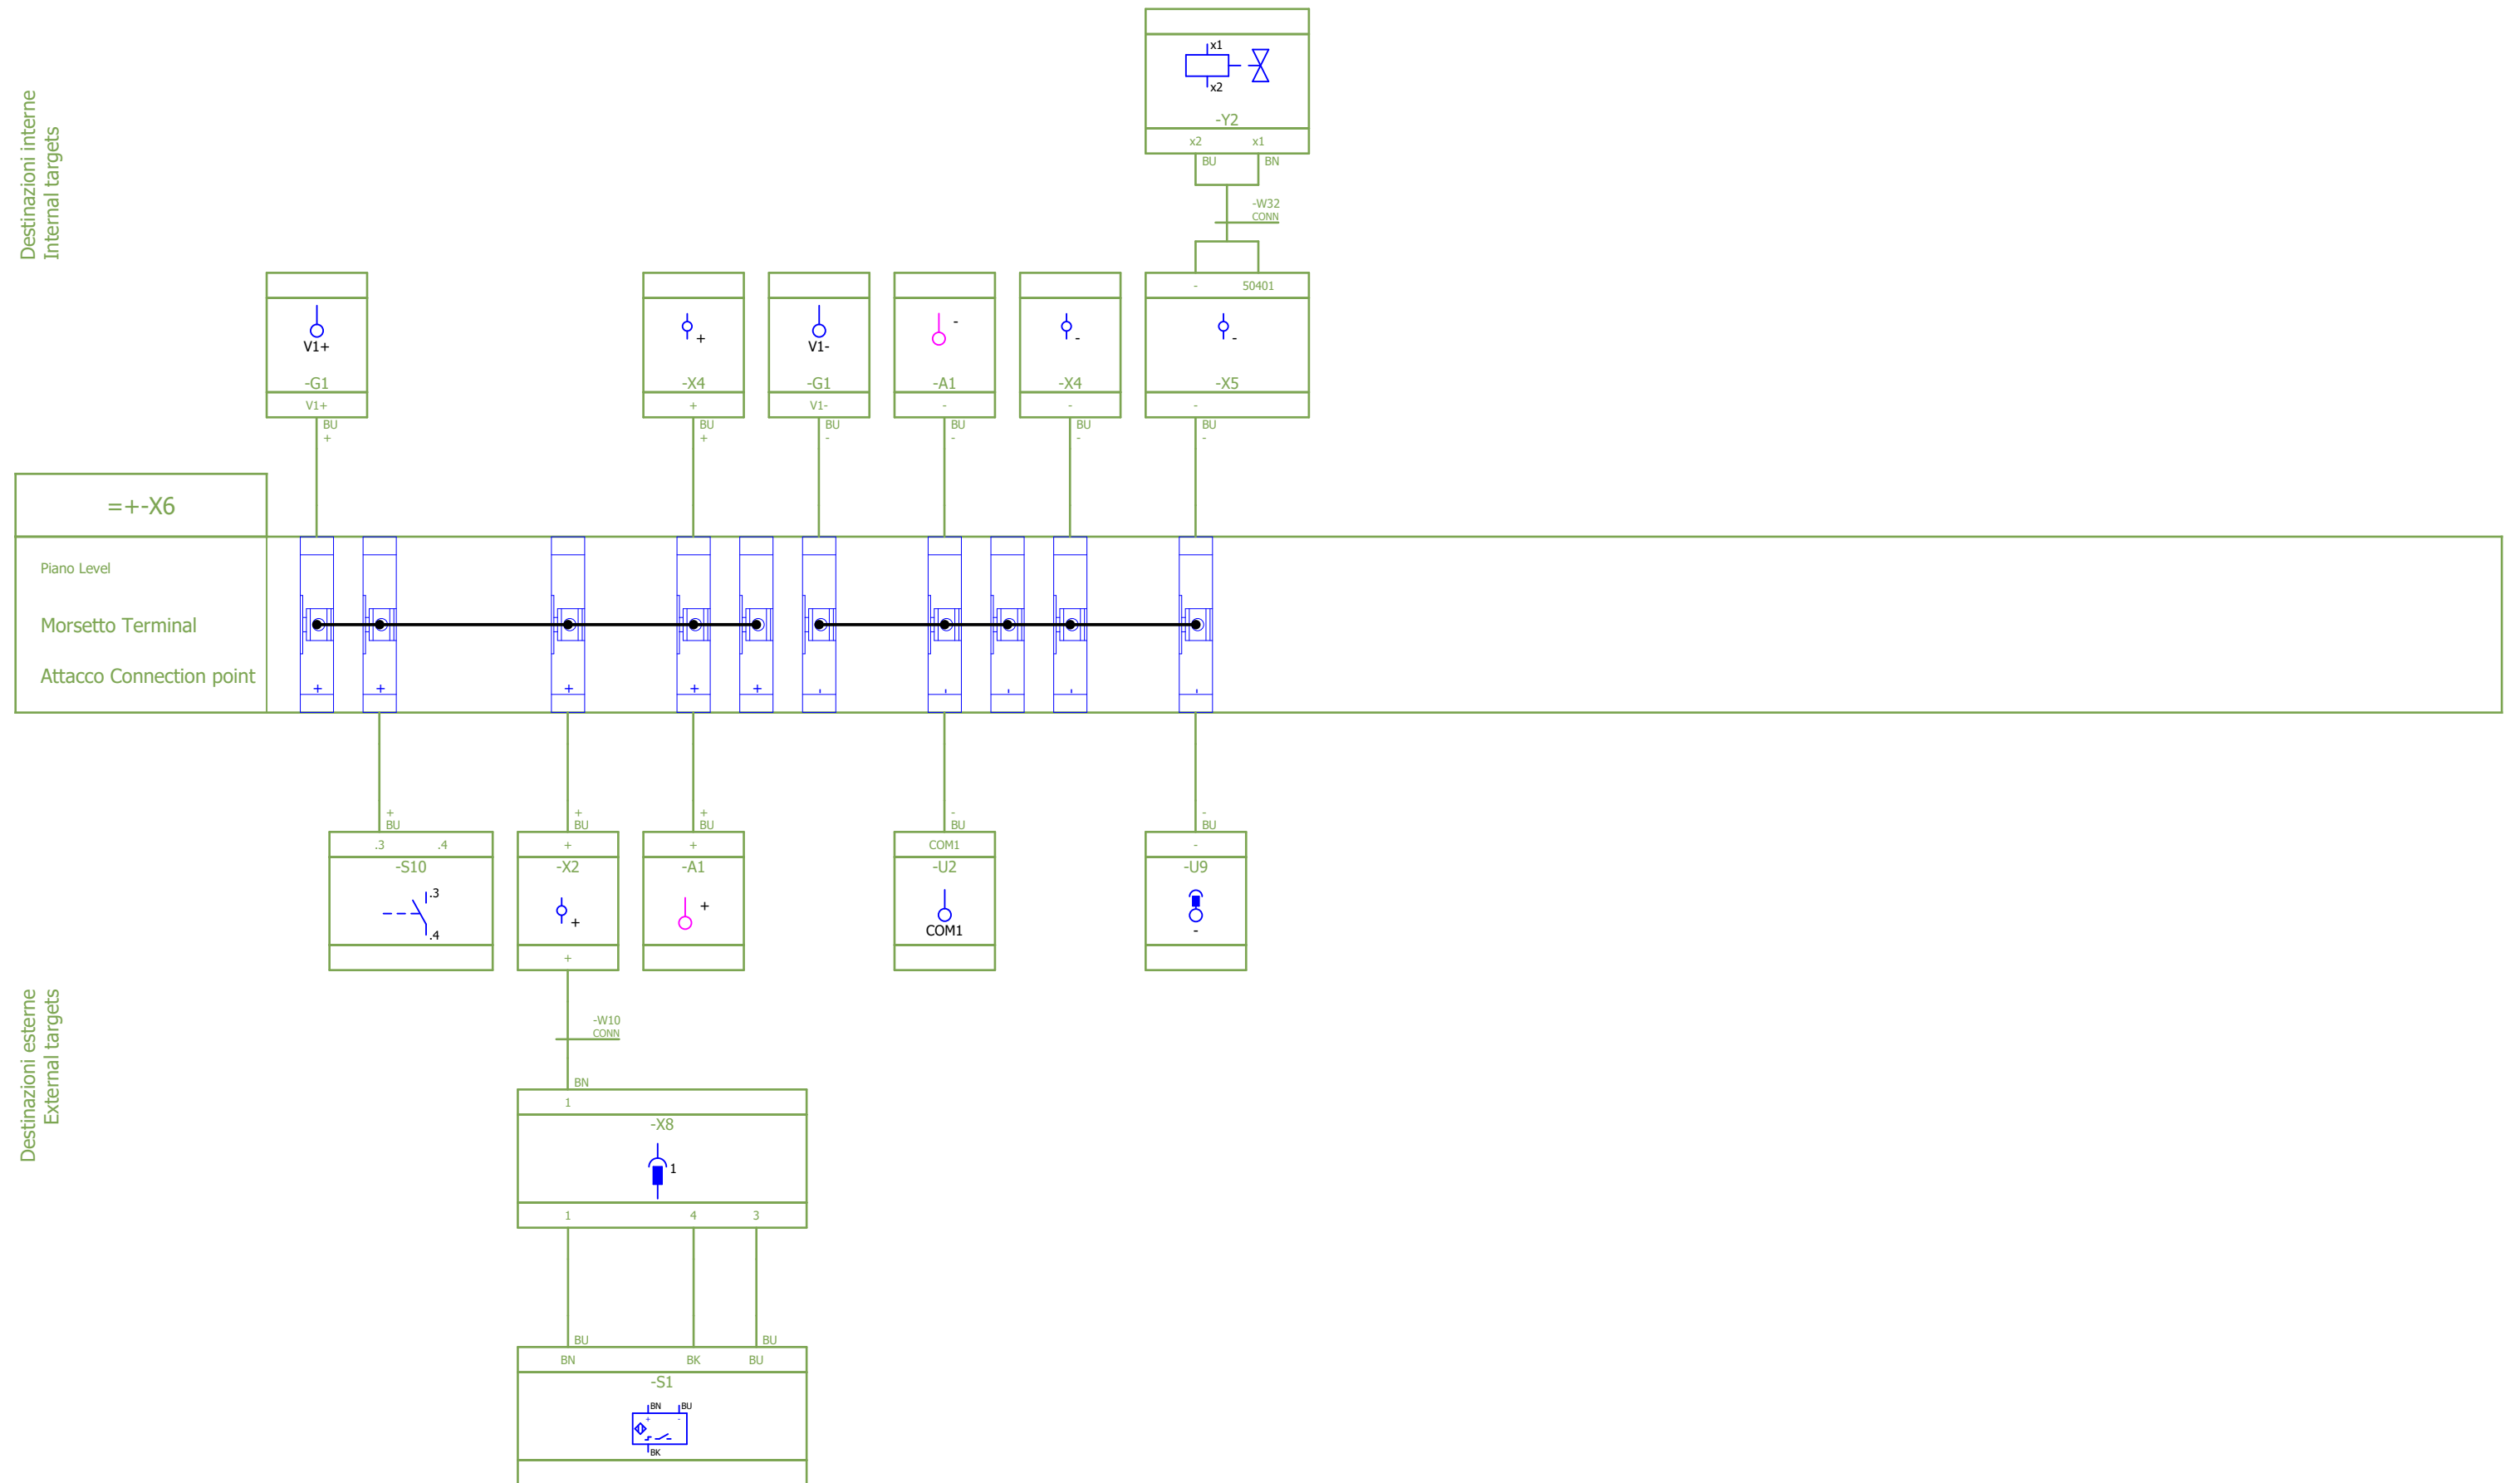 x1
x2
-Y2
x2 x1
BU BN
-W32
CONN
Destinazioni interne
Internal targets
- 50401
V1+ + V1- - - -
-G1 -X4 -G1 -A1 -X4 -X5
V1+ + V1- - - -
BU BU BU BU BU BU
+ + - - - -
=+-X6
Piano Level
Morsetto Terminal
Attacco Connection point
+ + + + + - - - - -
+ + + - -
BU BU BU BU BU
.3 .4 + + COM1 -
-S10 -X2 -A1 -U2 -U9
.3 + + COM1 -
.4
+
Destinazioni esterne
External targets
-W10
CONN
BN
1
-X8
1
1 4 3
BU BU
BN BK BU
-S1
BN BU
+ -
BK